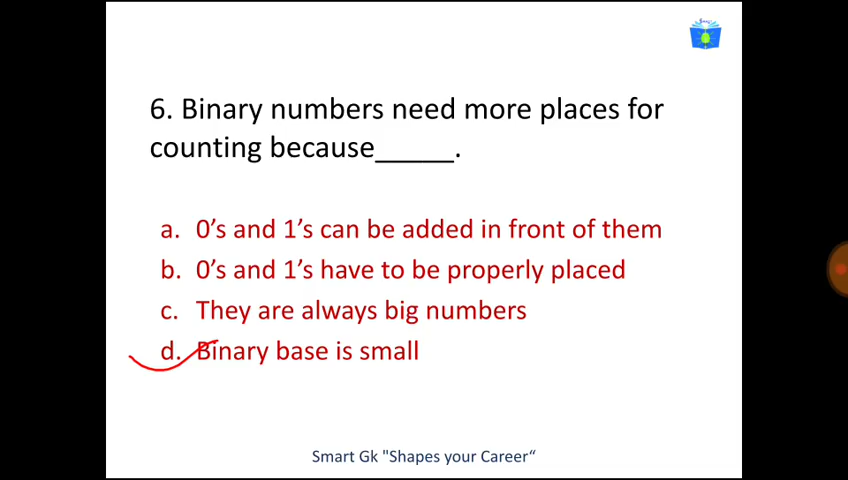 6. Binary numbers need more places for
counting because_____.
a. 0’s and 1’s can be added in front of them
b. 0’s and 1’s have to be properly placed
c. They are always big numbers
d. Binary base is small
Smart Gk "Shapes your Career“